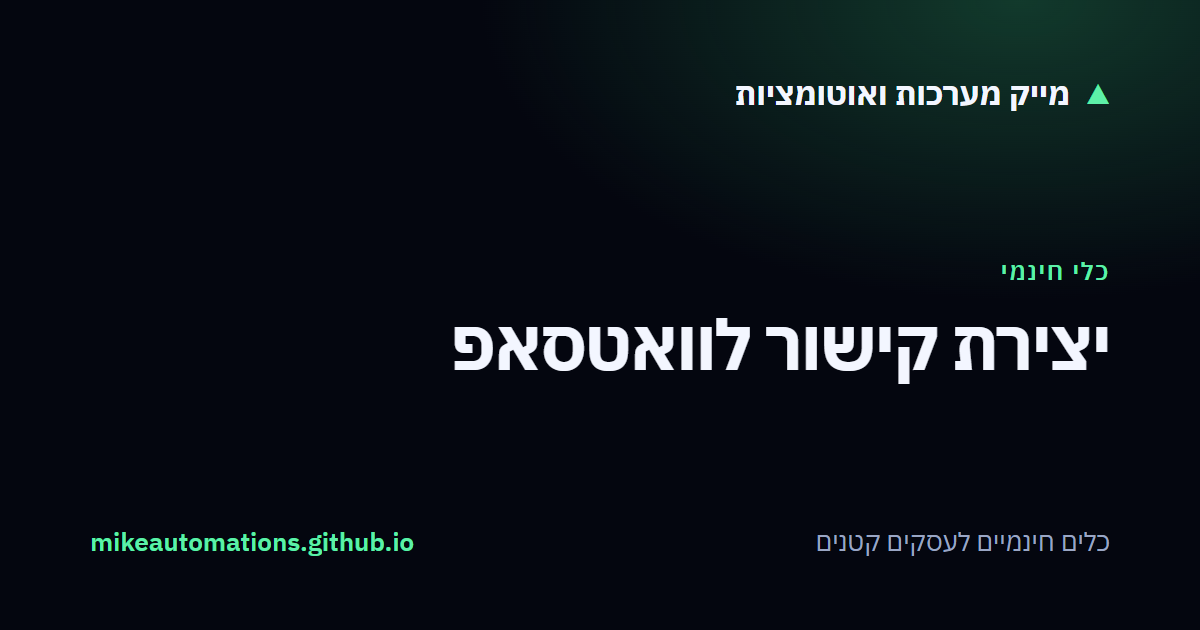 מייק מערכות ואוטומציות
כלי חינמי
יצירת קישור לוואטסאפ
כלים חינמיים לעסקים קטנים
mikeautomations.github.io